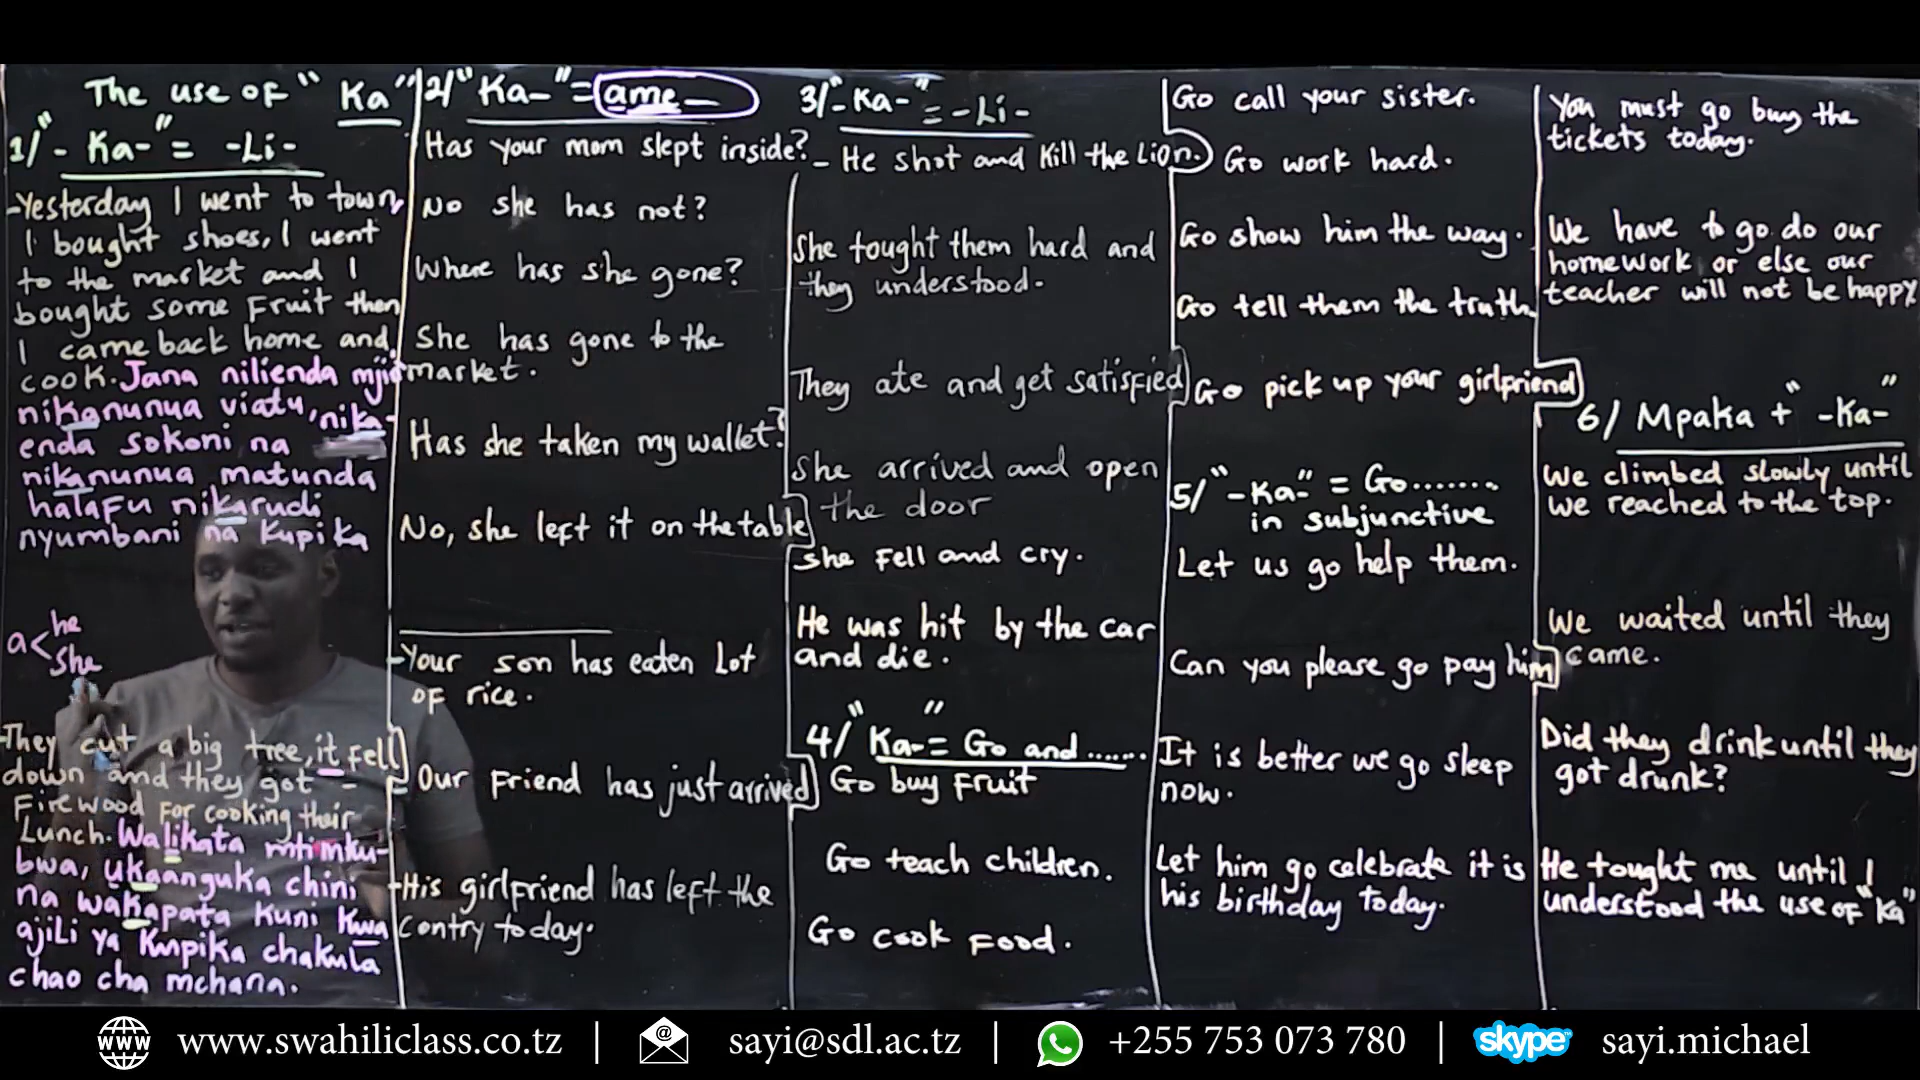 The use of "Ka"
1/ "-Ka-" = -Li-
-Yesterday I went to town,
I bought shoes, I went
to the market and I
bought some Fruit then
I came back home and
cook. Jana nilienda mjio
nikanunua viatu, nika-
enda sokoni na
nikanunua matunda
halafu nikarudi
nyumbani na kupika
a< he
she
-They cut a big tree, it fell
down and they got -
Firewood For cooking their
Lunch. Walikata mtimku-
bwa, ukaanguka chini
na wakapata kuni kwa
ajili ya kupika chakula
chao cha mchana.
2/ "Ka-" = ame-
Has your mom slept inside?
No she has not?
Where has she gone?
She has gone to the
market.
Has she taken my wallet?
No, she left it on the table
-Your son has eaten Lot
of rice.
- Our friend has just arrived
-His girlfriend has left the
contry today.
3/ "-Ka-" = -Li-
- He shot and Kill the Lion.
She tought them hard and
they understood.
They ate and get satisfied
She arrived and open
the door
she fell and cry.
He was hit by the car
and die.
4/ "Ka-" = Go and ......
Go buy Fruit
Go teach children.
Go cook Food.
Go call your sister.
Go work hard.
Go show him the way.
Go tell them the truth.
Go pick up your girlfriend
5/ "-Ka-" = Go.......
in subjunctive
Let us go help them.
Can you please go pay him
It is better we go sleep
now.
Let him go celebrate it is
his birthday today.
You must go buy the
tickets today.
We have to go do our
homework or else our
teacher will not be happy
6/ Mpaka + "-Ka-"
We climbed slowly until
we reached to the top.
We waited until they
came.
Did they drink until they
got drunk?
He tought me until I
understood the use of "Ka"
www www.swahiliclass.co.tz | @ sayi@sdl.ac.tz | +255 753 073 780 | skype sayi.michael